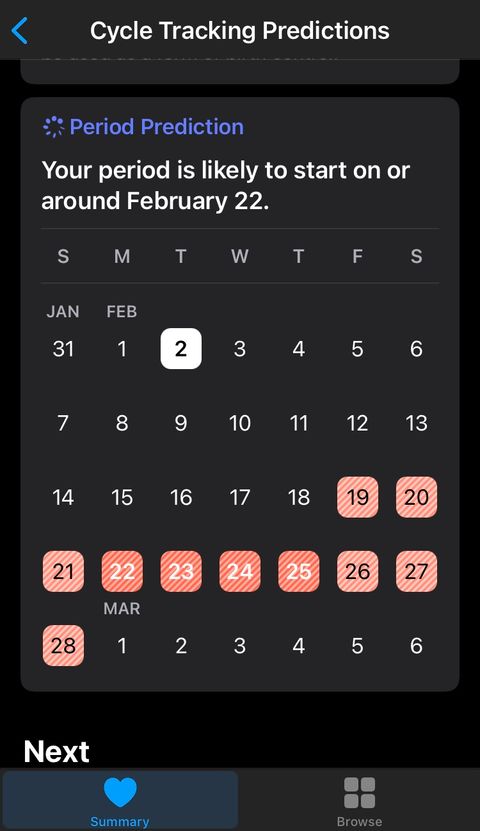 Cycle Tracking Predictions
Period Prediction
Your period is likely to start on or
around February 22.
S M T W T F S
JAN FEB
31 1 2 3 4 5 6
7 8 9 10 11 12 13
14 15 16 17 18 19 20
21 22 23 24 25 26 27
MAR
28 1 2 3 4 5 6
Next
Summary Browse